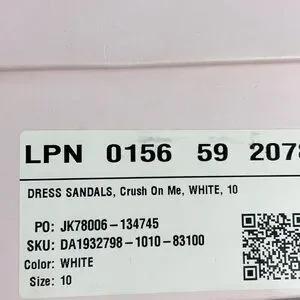 LPN 0156 59 2078
DRESS SANDALS, Crush On Me, WHITE, 10
PO: JK78006-134745
SKU: DA1932798-1010-83100
Color: WHITE
Size: 10